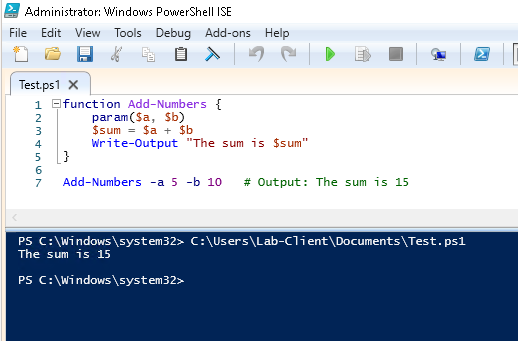 Administrator: Windows PowerShell ISE
File Edit View Tools Debug Add-ons Help
Test.ps1 X
1 function Add-Numbers {
2     param($a, $b)
3     $sum = $a + $b
4     Write-Output "The sum is $sum"
5 }
6
7 Add-Numbers -a 5 -b 10   # Output: The sum is 15
PS C:\Windows\system32> C:\Users\Lab-Client\Documents\Test.ps1
The sum is 15
PS C:\Windows\system32>